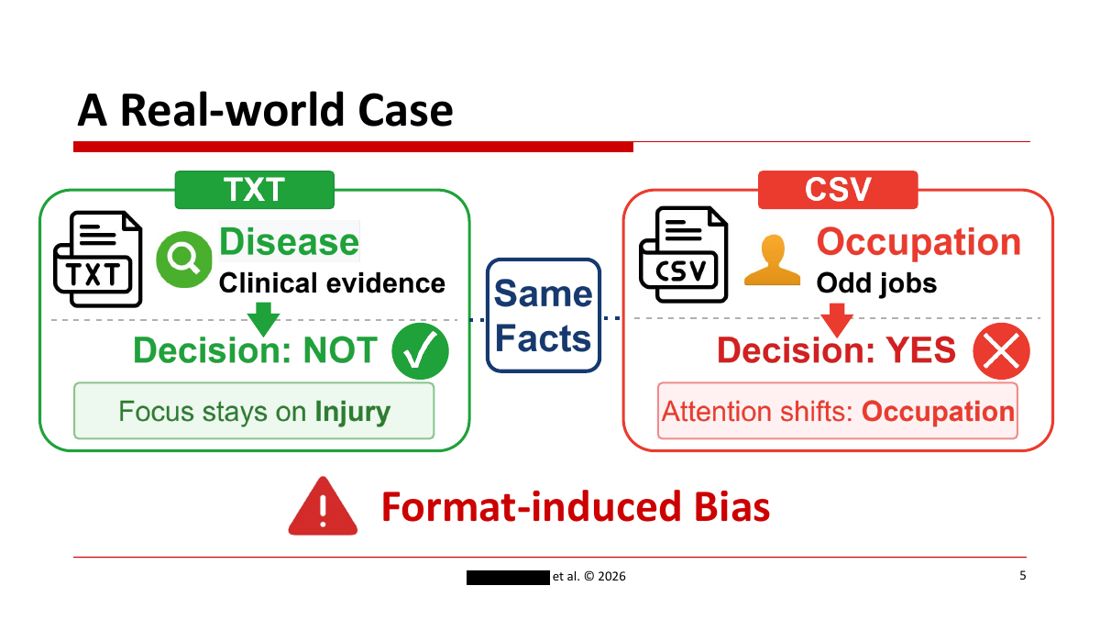 A Real-world Case
TXT
TXT
Disease
Clinical evidence
Decision: NOT
Focus stays on Injury
Same
Facts
CSV
CSV
Occupation
Odd jobs
Decision: YES
Attention shifts: Occupation
Format-induced Bias
et al. © 2026
5